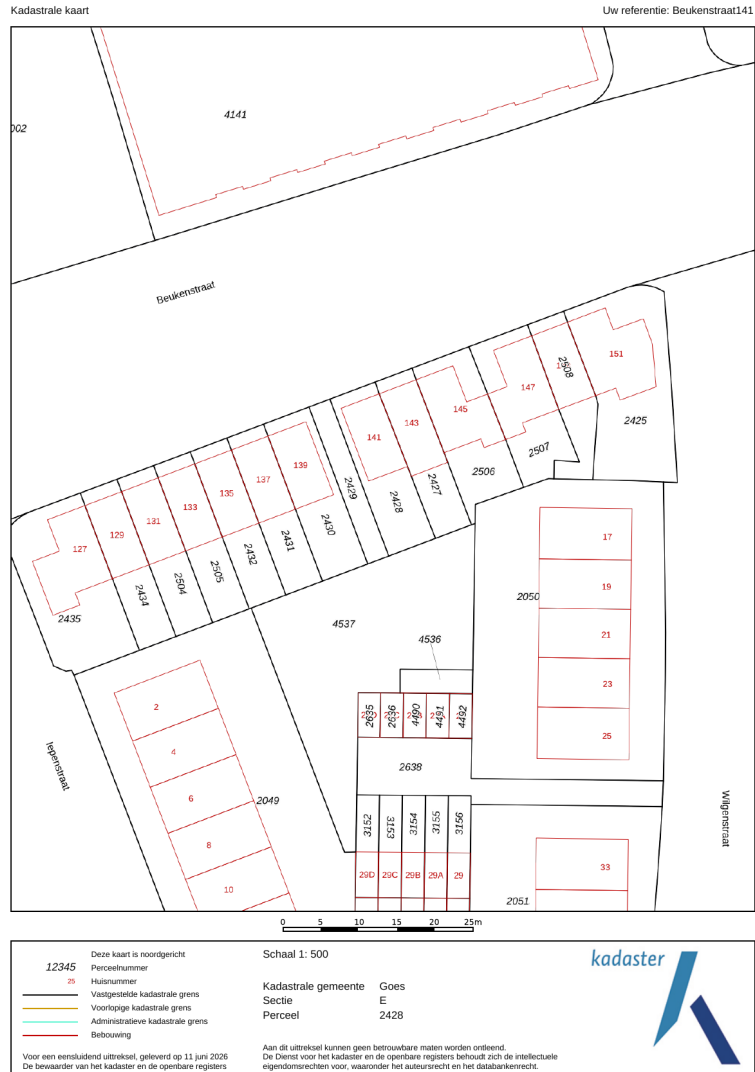 Kadastrale kaart
Uw referentie: Beukenstraat141
4141
Beukenstraat
151
2508
147
2425
145
143
141
2507
2506
139
137
135
133
131
129
127
2427
2428
2429
2430
2431
2432
2505
2504
2434
2435
17
19
2050
21
23
25
4537
4536
2
4
6
8
10
2049
Iepenstraat
2635
2636
4490
4491
4492
2638
Wilgenstraat
3152
3513
3154
3155
3156
29D
29C
29B
29A
29
33
2051
0 5 10 15 20 25m
Deze kaart is noordgericht
12345 Perceelnummer
25 Huisnummer
Vastgestelde kadastrale grens
Voorlopige kadastrale grens
Administratieve kadastrale grens
Bebouwing
Voor een eensluidend uittreksel, geleverd op 11 juni 2026
De bewaarder van het kadaster en de openbare registers
Schaal 1: 500
Kadastrale gemeente Goes
Sectie E
Perceel 2428
Aan dit uittreksel kunnen geen betrouwbare maten worden ontleend.
De Dienst voor het kadaster en de openbare registers behoudt zich de intellectuele
eigendomsrechten voor, waaronder het auteursrecht en het databankenrecht.
kadaster